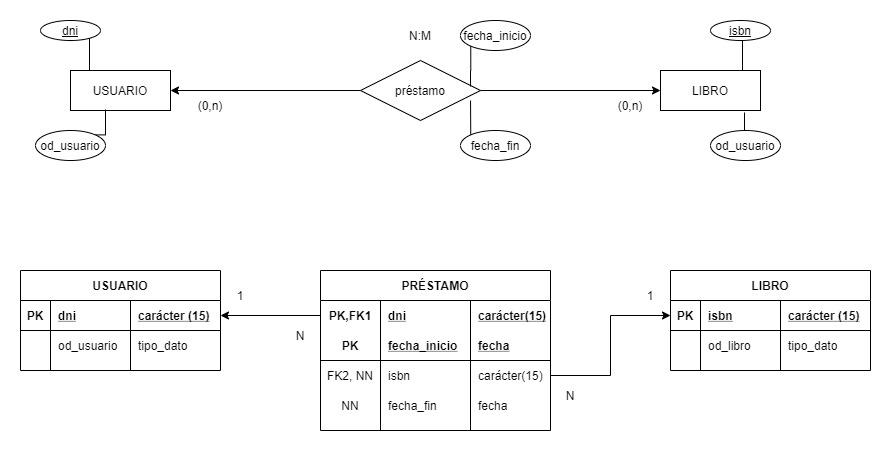 dni
N:M
fecha_inicio
isbn
USUARIO
préstamo
LIBRO
(0,n)
(0,n)
od_usuario
fecha_fin
od_usuario
USUARIO
PK dni carácter (15)
od_usuario tipo_dato
1
N
PRÉSTAMO
PK,FK1 dni carácter(15)
PK fecha_inicio fecha
FK2, NN isbn carácter(15)
NN fecha_fin fecha
1
N
LIBRO
PK isbn carácter (15)
od_libro tipo_dato